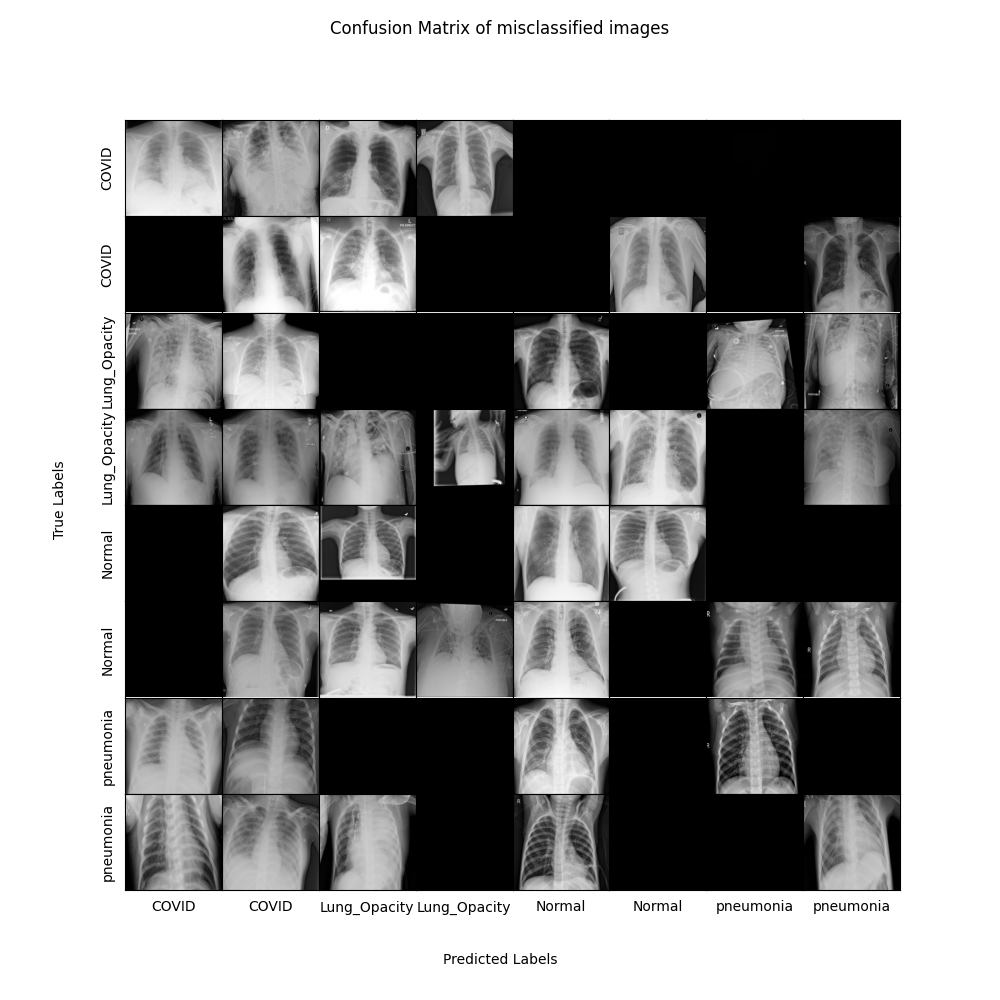 Confusion Matrix of misclassified images
True Labels
COVID
COVID
Lung_Opacity
Lung_Opacity
Normal
Normal
pneumonia
pneumonia
COVID COVID Lung_Opacity Lung_Opacity Normal Normal pneumonia pneumonia
Predicted Labels